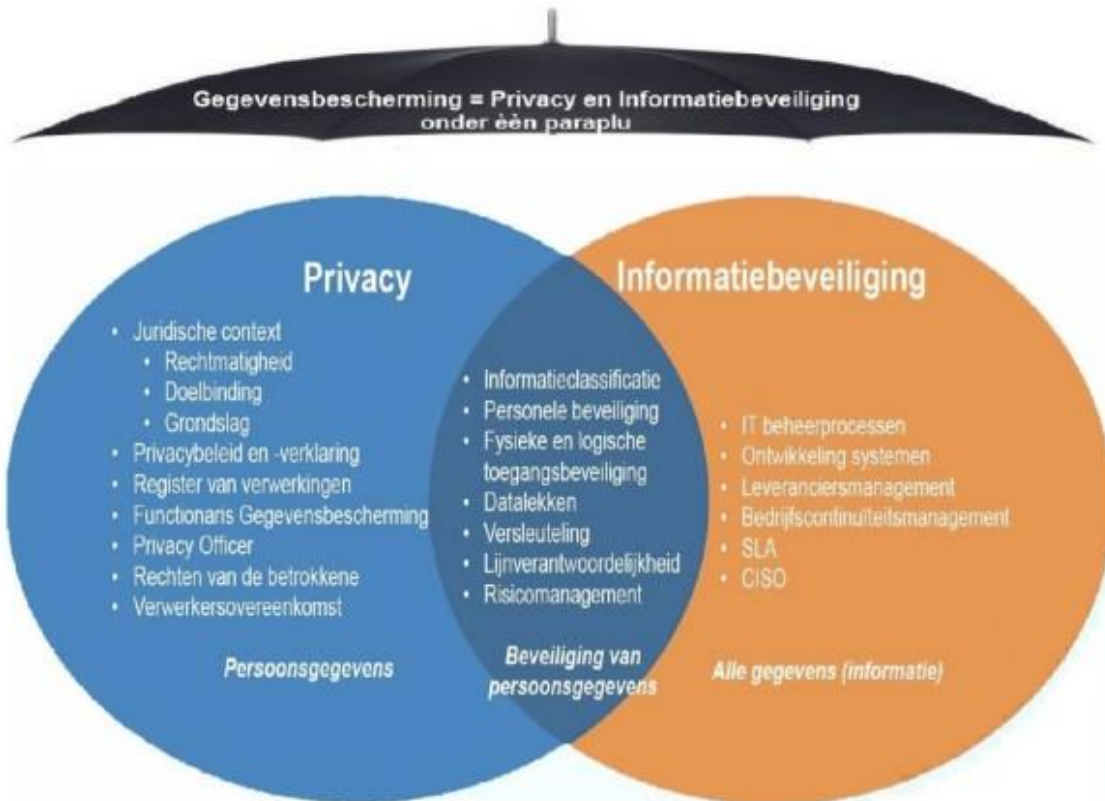 Gegevensbescherming = Privacy en Informatiebeveiliging
onder èèn paraplu
Privacy
• Juridische context
• Rechtmatigheid
• Doelbinding
• Grondslag
• Privacybeleid en -verklaring
• Register van verwerkingen
• Functionaris Gegevensbescherming
• Privacy Officer
• Rechten van de betrokkene
• Verwerkersovereenkomst
Persoonsgegevens
• Informatieclassificatie
• Personele beveiliging
• Fysieke en logische
toegangsbeveiliging
• Datalekken
• Versleuteling
• Lijnverantwoordelijkheid
• Risicomanagement
Beveiliging van
persoonsgegevens
Informatiebeveiliging
• IT beheerprocessen
• Ontwikkeling systemen
• Leveranciersmanagement
• Bedrijfscontinuïteitsmanagement
• SLA
• CISO
Alle gegevens (informatie)